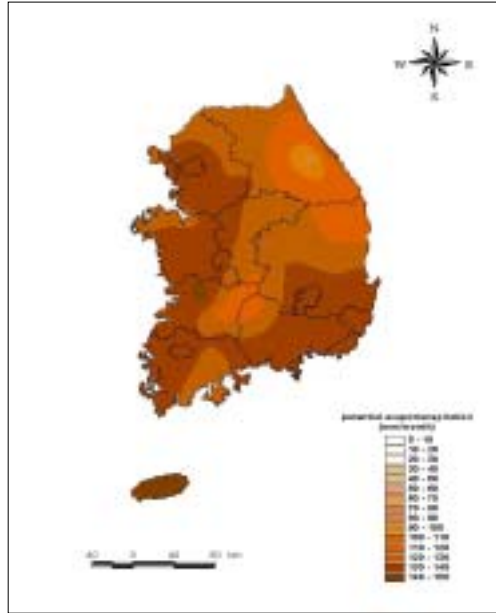 N
W
S
potential evapotranspiration
(mm/month)
0 - 10
10 - 20
20 - 30
30 - 40
40 - 50
50 - 60
60 - 70
70 - 80
80 - 90
90 - 100
100 - 110
110 - 120
120 - 130
130 - 140
140 - 150
40 0 40 80 km